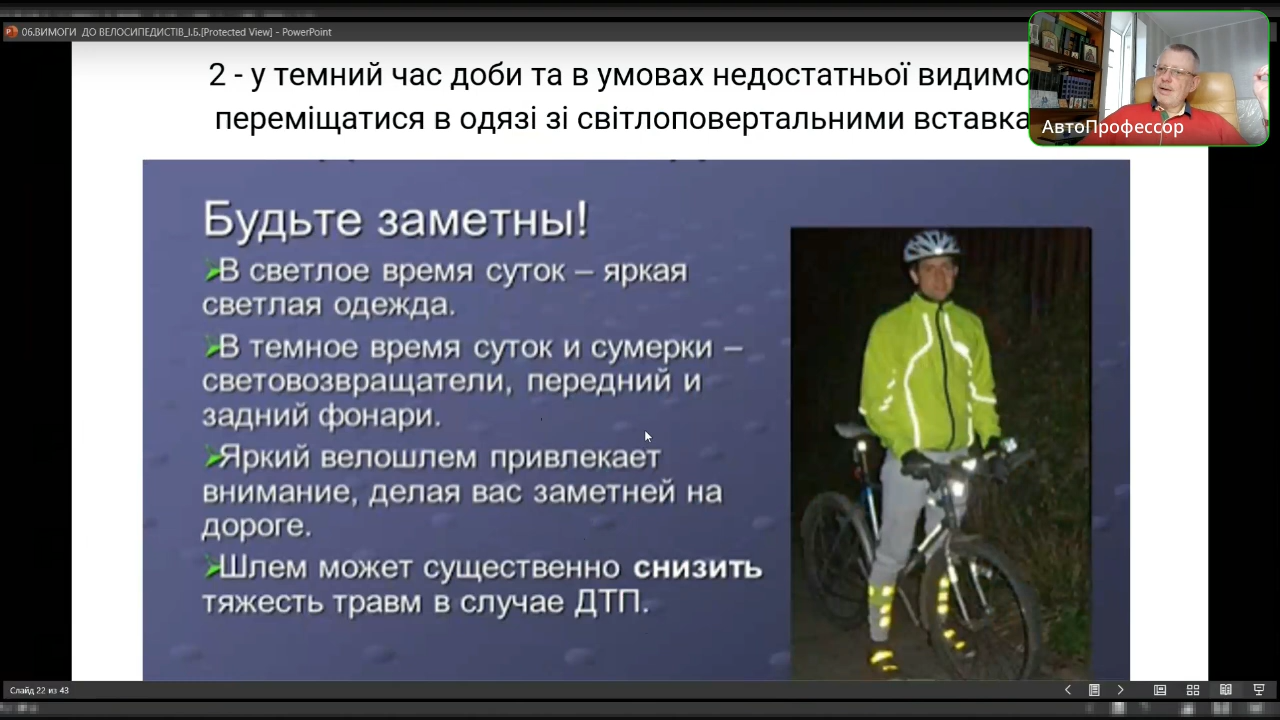 06.ВИМОГИ ДО ВЕЛОСИПЕДИСТІВ_І.Б.[Protected View] - PowerPoint
2 - у темний час доби та в умовах недостатньої
переміщатися в одязі зі світлоповертальними
АвтоПрофессор
Будьте заметны!
В светлое время суток – яркая
светлая одежда.
В темное время суток и сумерки –
световозвращатели, передний и
задний фонари.
Яркий велошлем привлекает
внимание, делая вас заметней на
дороге.
Шлем может существенно снизить
тяжесть травм в случае ДТП.
Слайд 22 из 43